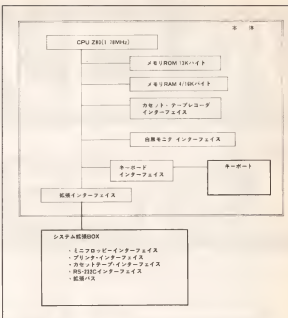 本 体
CPU Z80(1 78MHz)
メモリROM 12Kバイト
メモリRAM 4/16Kバイト
カセット・テープレコーダ
インターフェイス
白黒モニタ インターフェイス
キーボード
インターフェイス
キーボード
拡張インターフェイス
システム拡張BOX
・ミニフロッピーインターフェイス
・プリンタ・インターフェイス
・カセットテープ・インターフェイス
・RS-232Cインターフェイス
・拡張バス